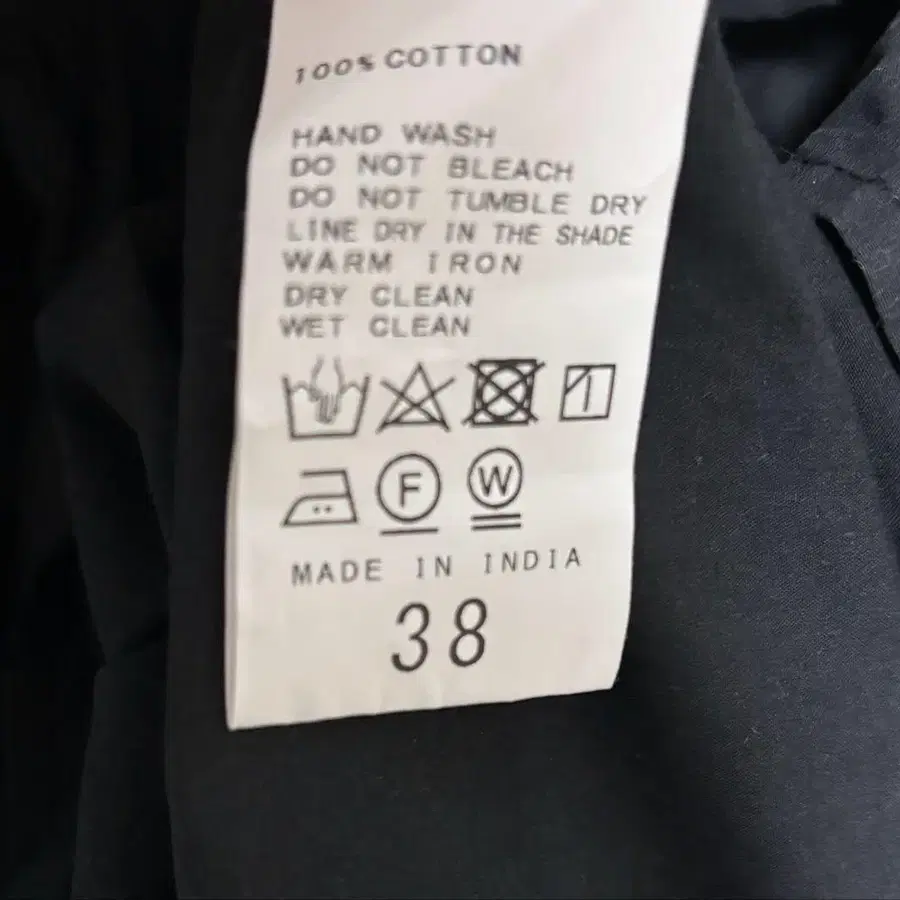 100% COTTON
HAND WASH
DO NOT BLEACH
DO NOT TUMBLE DRY
LINE DRY IN THE SHADE
WARM IRON
DRY CLEAN
WET CLEAN
F W
MADE IN INDIA
38